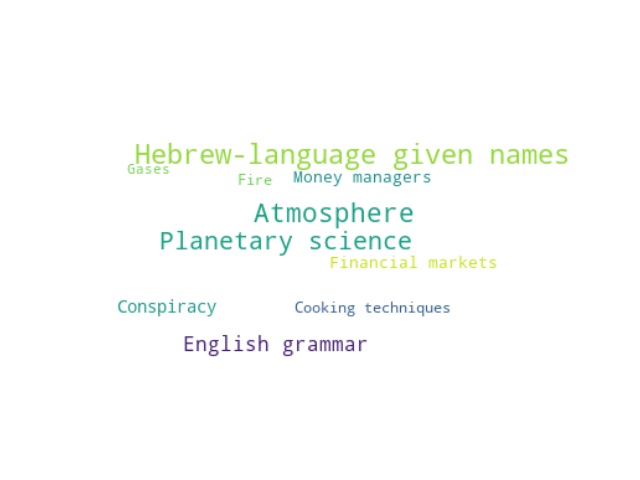 Hebrew-language given names
Gases
Fire
Money managers
Atmosphere
Planetary science
Financial markets
Conspiracy
Cooking techniques
English grammar